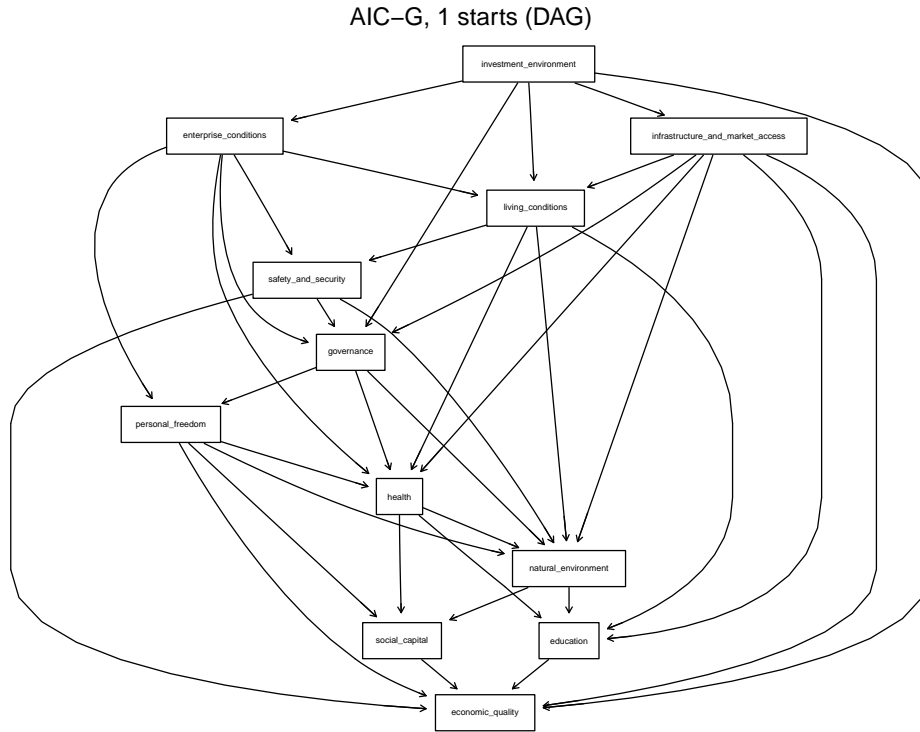 AIC−G, 1 starts (DAG)
investment_environment
enterprise_conditions
infrastructure_and_market_access
living_conditions
safety_and_security
governance
personal_freedom
health
natural_environment
social_capital
education
economic_quality